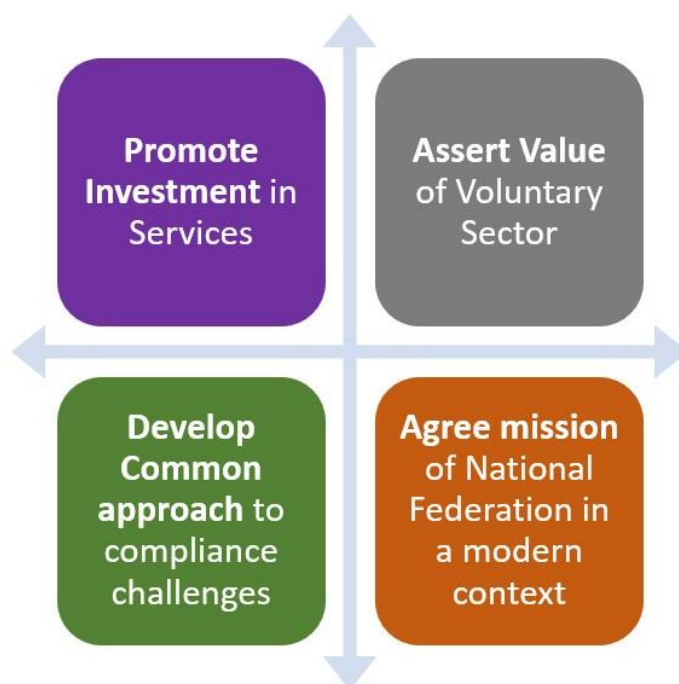 Promote
Investment in
Services
Assert Value
of Voluntary
Sector
Develop
Common
approach to
compliance
challenges
Agree mission
of National
Federation in
a modern
context